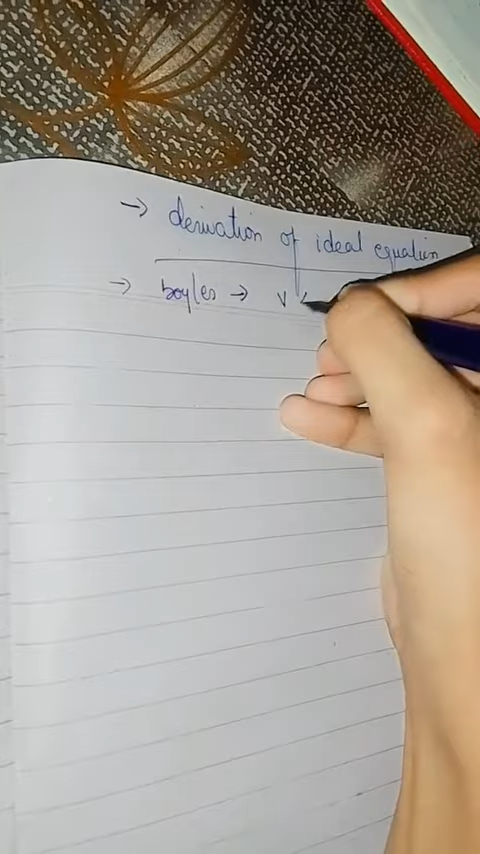 → derivation of ideal equation
→ boyles → V